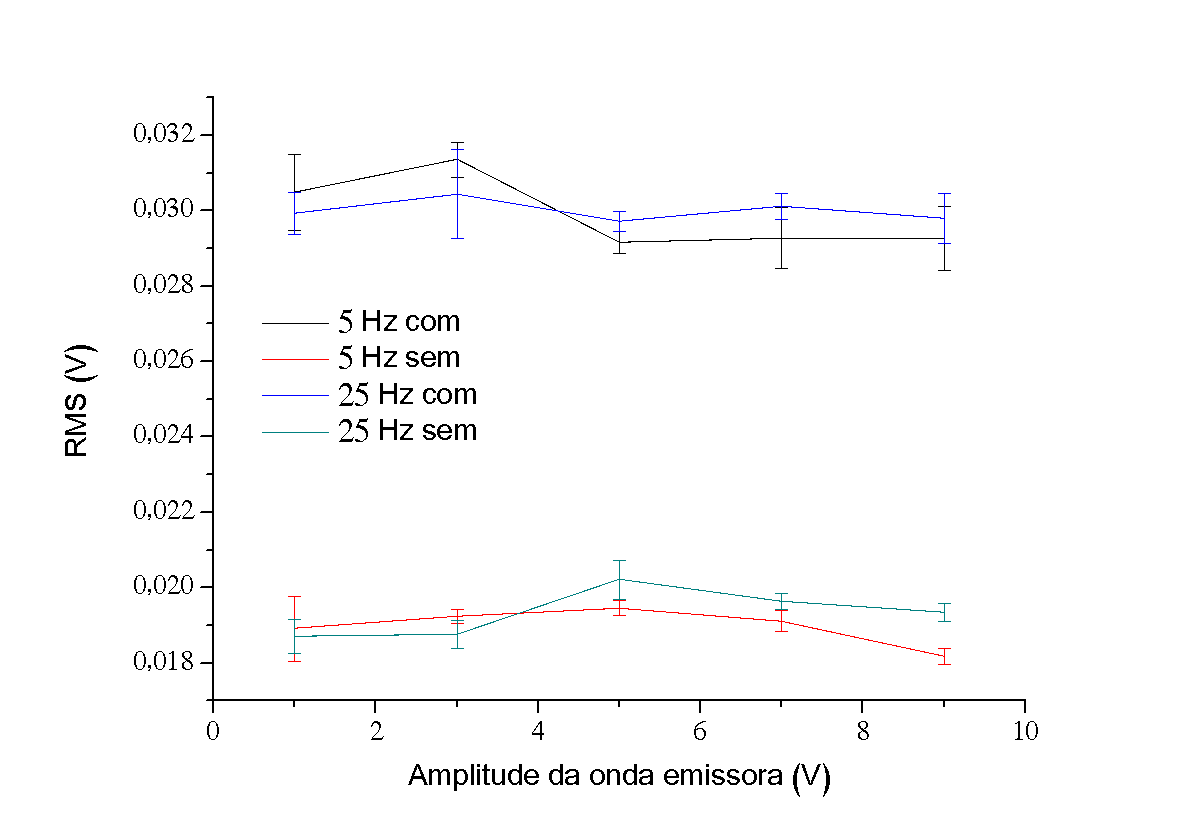 0,032
0,030
0,028
0,026
0,024
0,022
0,020
0,018
RMS (V)
5 Hz com
5 Hz sem
25 Hz com
25 Hz sem
0 2 4 6 8 10
Amplitude da onda emissora (V)